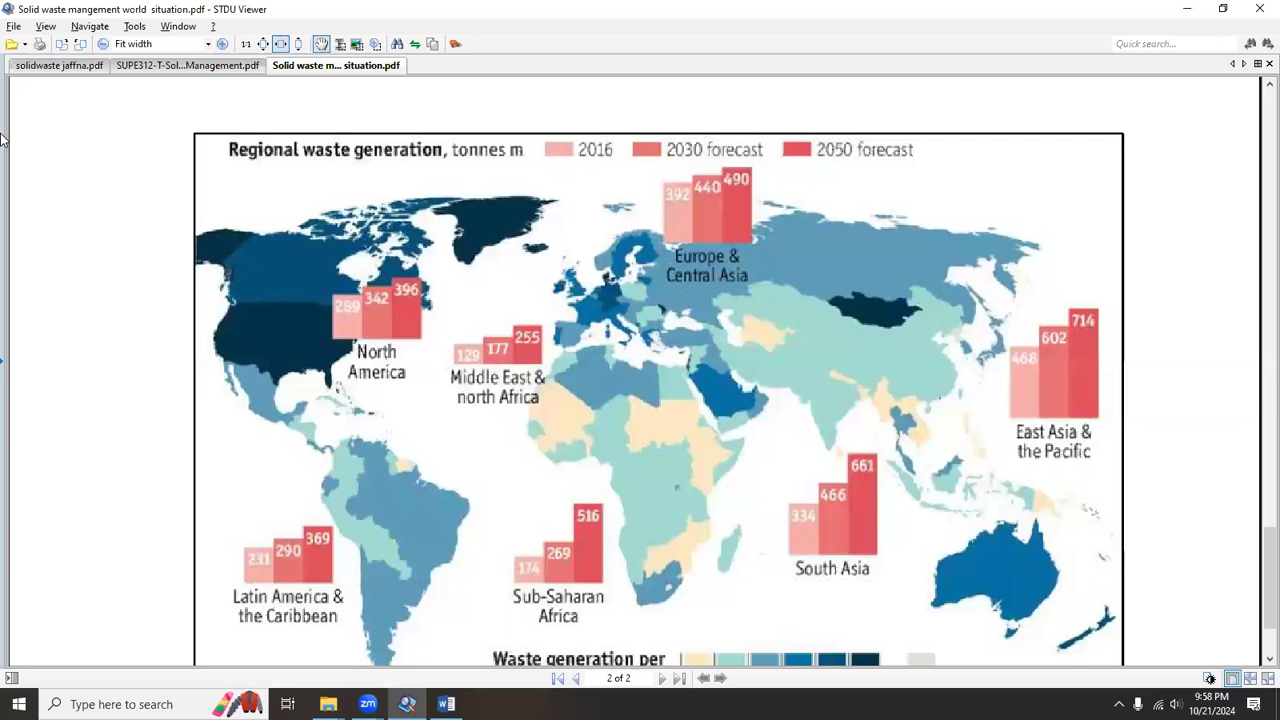 Solid waste mangement world situation.pdf - STDU Viewer
File View Navigate Tools Window ?
Fit width
1:1
Quick search...
solidwaste jaffna.pdf
SUPE312-T-Sol...Management.pdf
Solid waste m... situation.pdf
Regional waste generation, tonnes m 2016 2030 forecast 2050 forecast
392 440 490
Europe &
Central Asia
289 342 396
North
America
129 177 255
Middle East &
north Africa
468 602 714
East Asia &
the Pacific
334 466 661
South Asia
174 269 516
Sub-Saharan
Africa
231 290 369
Latin America &
the Caribbean
Waste generation per
2 of 2
Type here to search
zm
W
9:58 PM
10/21/2024